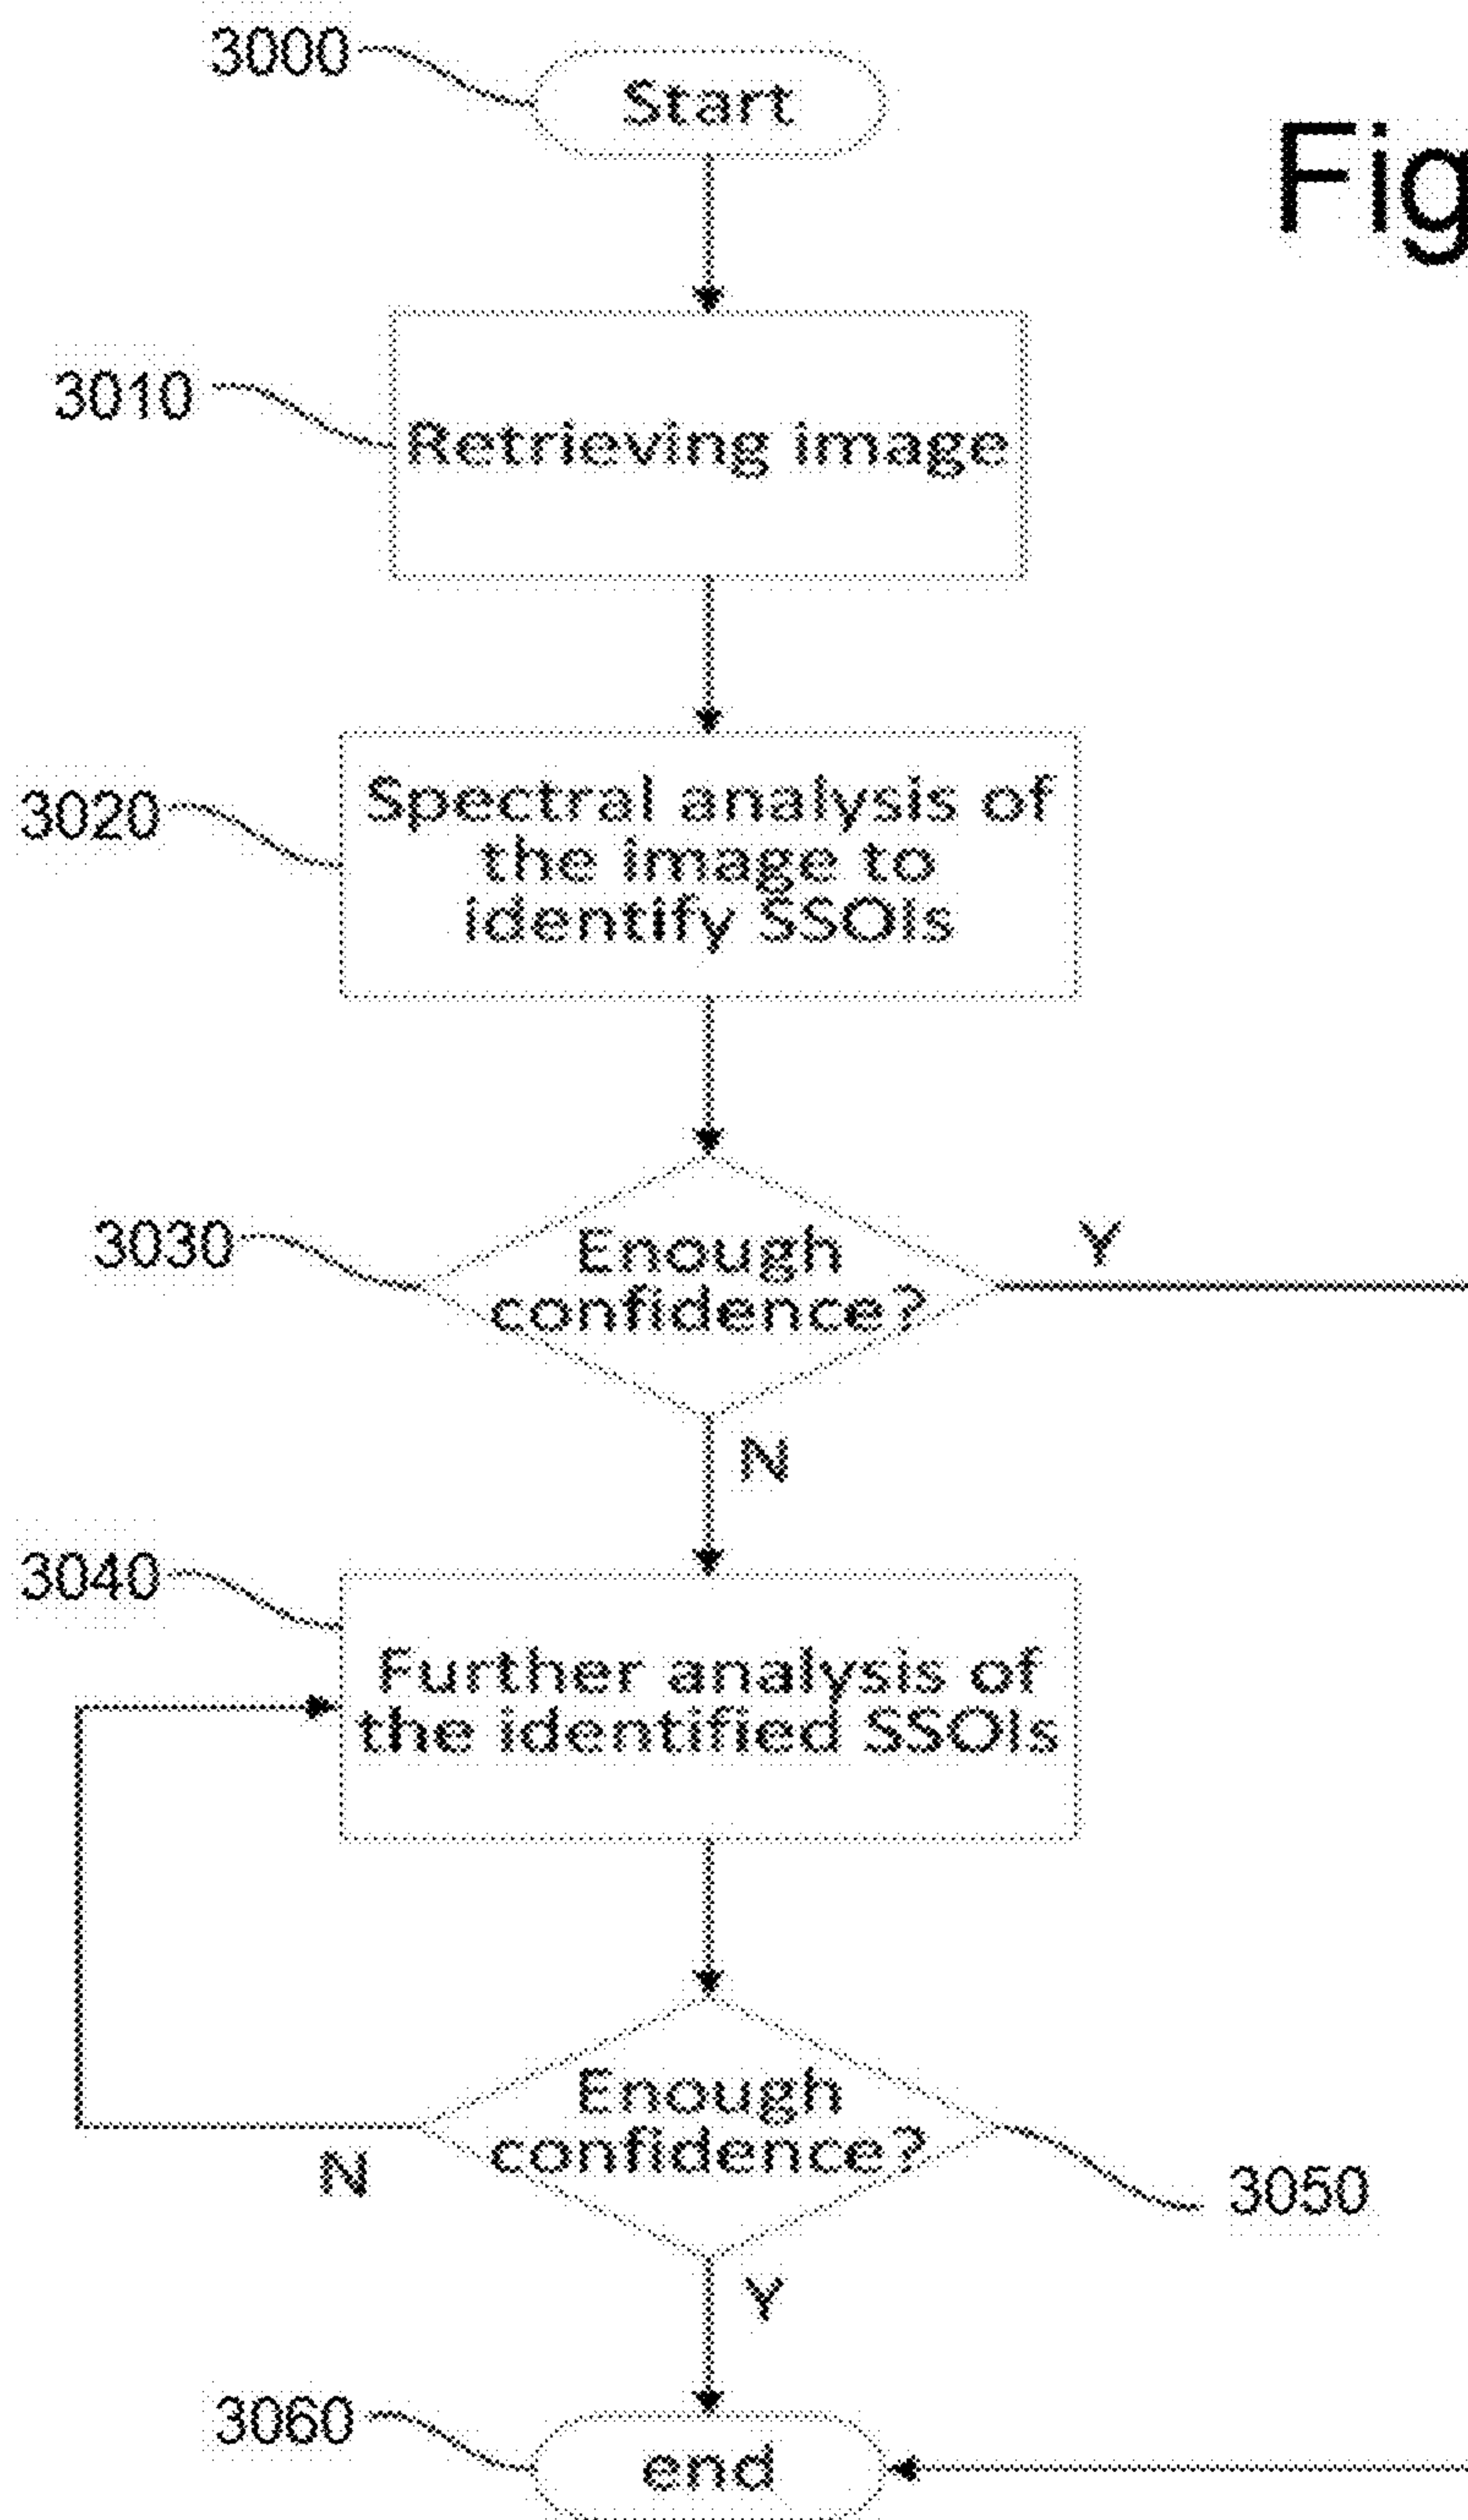 3000
Start
Fig
3010
Retrieving image
3020
Spectral analysis of
the image to
identify SSOIs
3030
Enough
confidence?
Y
N
3040
Further analysis of
the identified SSOIs
Enough
confidence?
N
3050
Y
3060
end